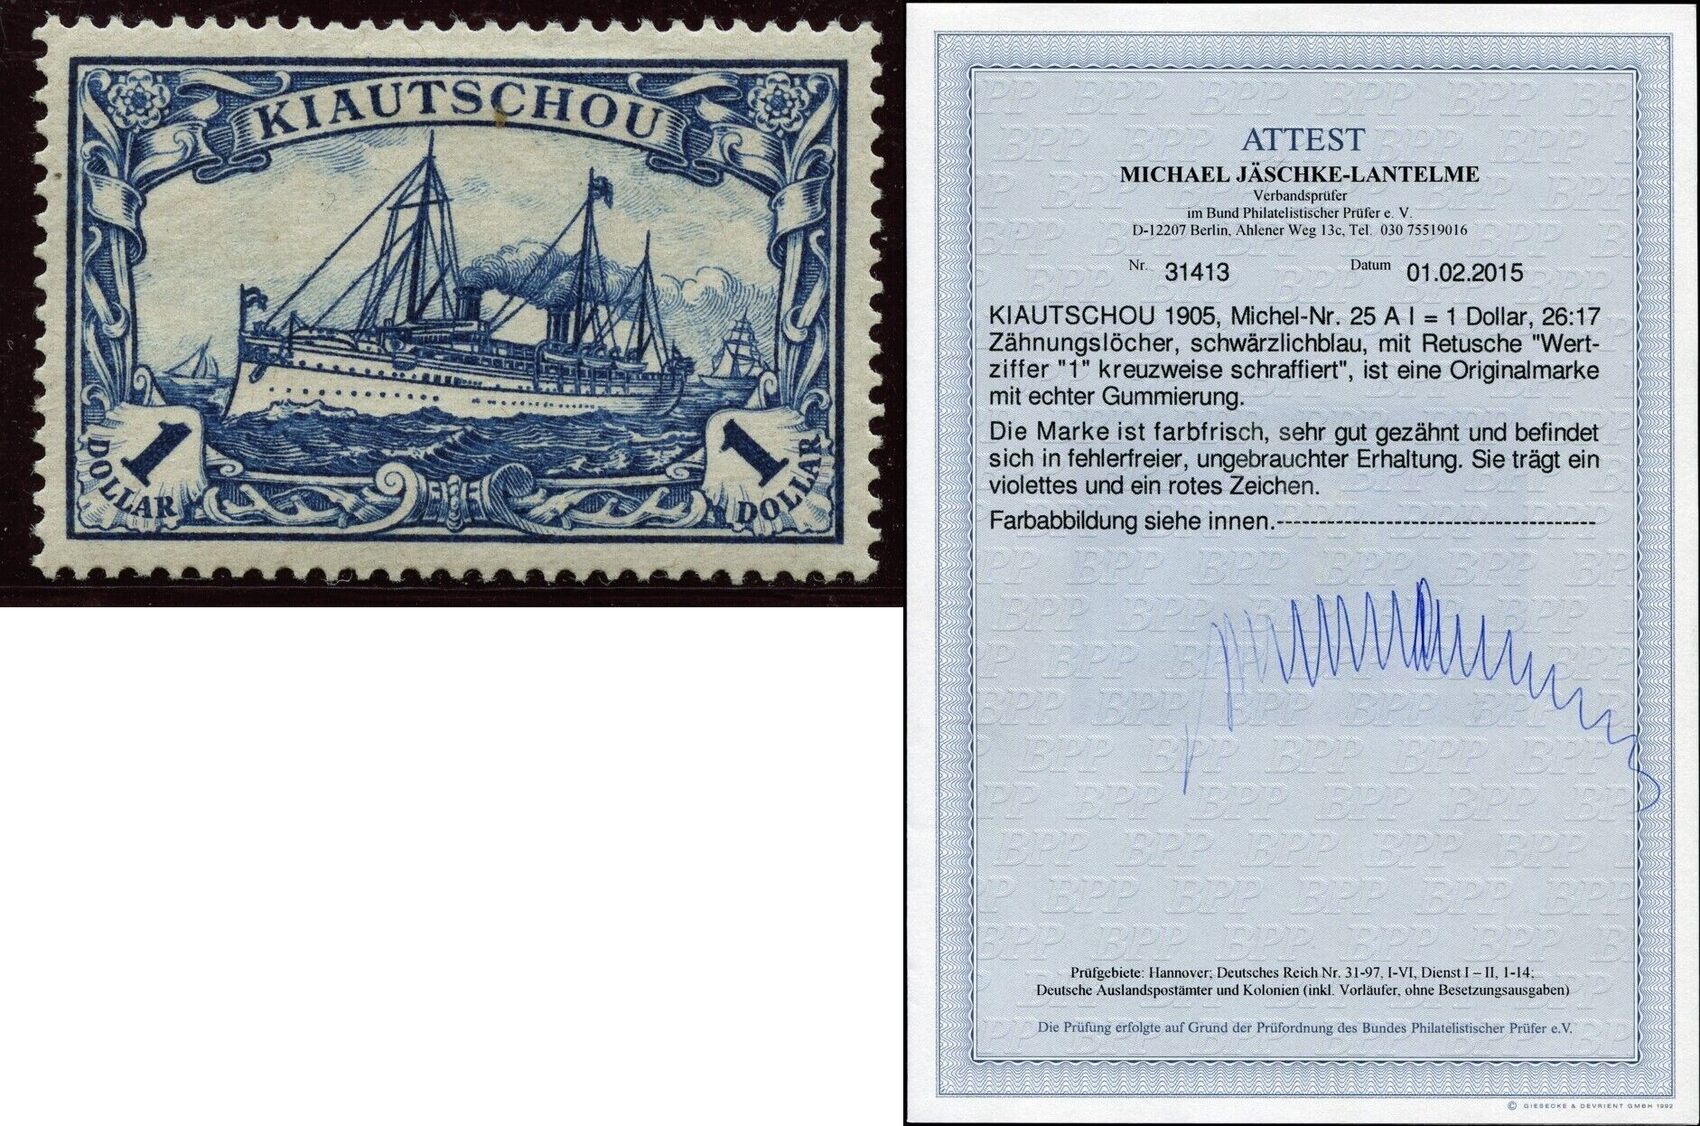 KIAUTSCHOU
1
DOLLAR
1
DOLLAR
ATTEST
MICHAEL JÄSCHKE-LANTELME
Verbandsprüfer
im Bund Philatelistischer Prüfer e. V.
D-12207 Berlin, Ahlener Weg 13c, Tel. 030 75519016
Nr. 31413 Datum 01.02.2015
KIAUTSCHOU 1905, Michel-Nr. 25 A I = 1 Dollar, 26:17
Zähnungslöcher, schwärzlichblau, mit Retusche "Wert-
ziffer "1" kreuzweise schraffiert", ist eine Originalmarke
mit echter Gummierung.
Die Marke ist farbfrisch, sehr gut gezähnt und befindet
sich in fehlerfreier, ungebrauchter Erhaltung. Sie trägt ein
violettes und ein rotes Zeichen.
Farbabbildung siehe innen.------------------------------------
Prüfgebiete: Hannover; Deutsches Reich Nr. 31-97, I-VI, Dienst I – II, 1-14;
Deutsche Auslandspostämter und Kolonien (inkl. Vorläufer, ohne Besetzungsausgaben)
Die Prüfung erfolgte auf Grund der Prüfordnung des Bundes Philatelistischer Prüfer e.V.
© GIESECKE & DEVRIENT GMBH 1992